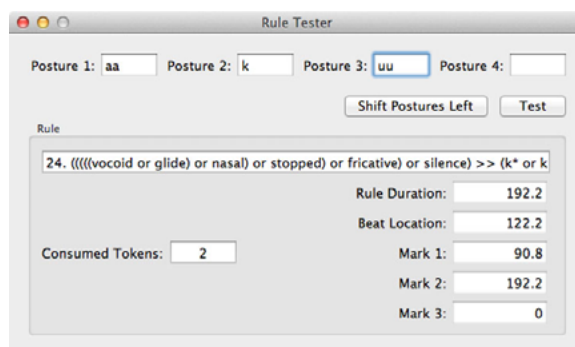 Rule Tester
Posture 1: aa Posture 2: k Posture 3: uu Posture 4:
Shift Postures Left Test
Rule
24. (((((vocoid or glide) or nasal) or stopped) or fricative) or silence) >> (k* or k
Rule Duration: 192.2
Beat Location: 122.2
Consumed Tokens: 2 Mark 1: 90.8
Mark 2: 192.2
Mark 3: 0